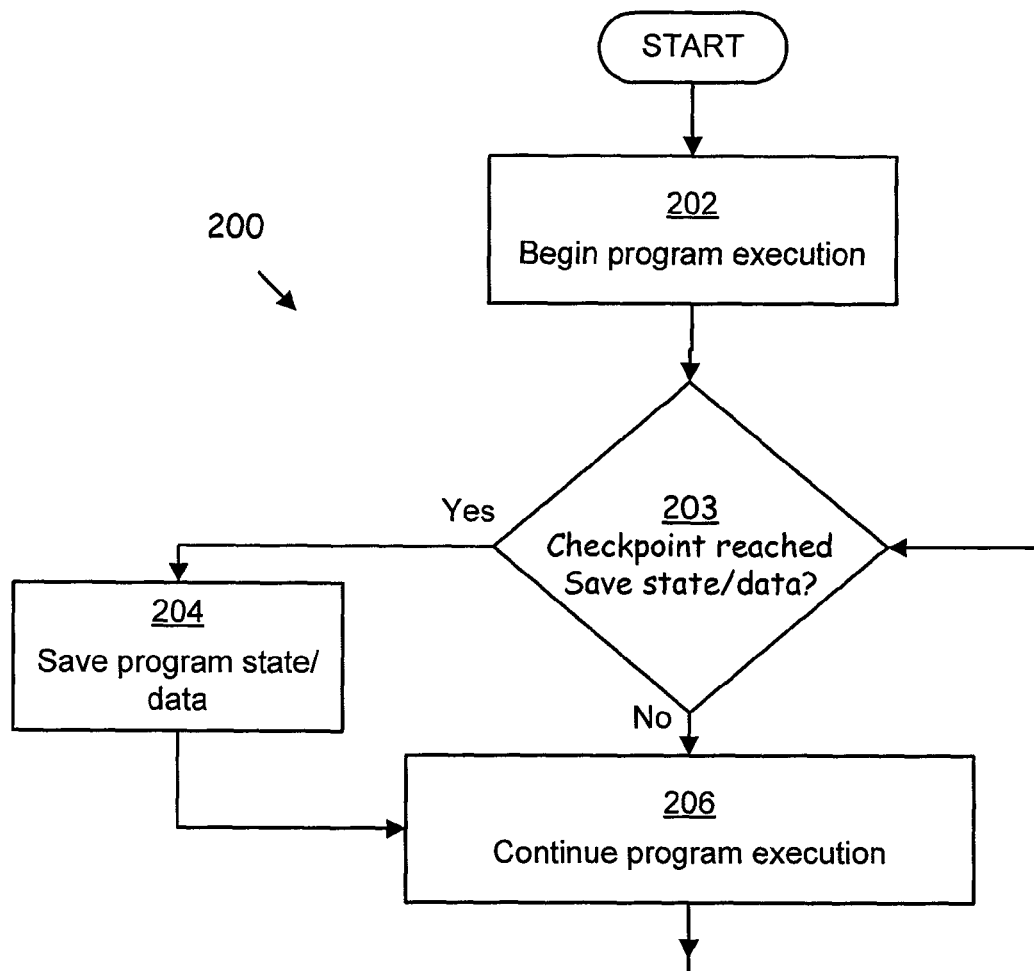 START
202
Begin program execution
200
203
Checkpoint reached
Save state/data?
Yes
204
Save program state/
data
No
206
Continue program execution